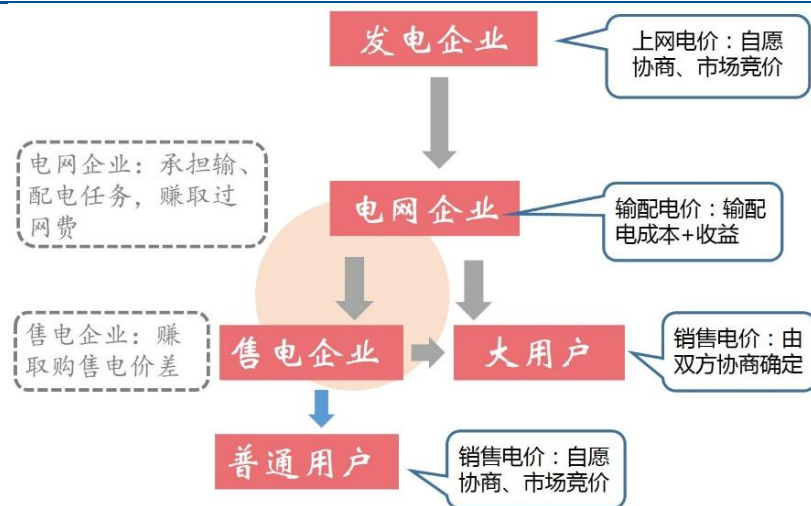 发电企业
上网电价：自愿
协商、市场竞价
电网企业：承担输、
配电任务，赚取过
网费
电网企业
输配电价：输配
电成本+收益
售电企业：赚
取购售电价差
售电企业
大用户
销售电价：由
双方协商确定
普通用户
销售电价：自愿
协商、市场竞价